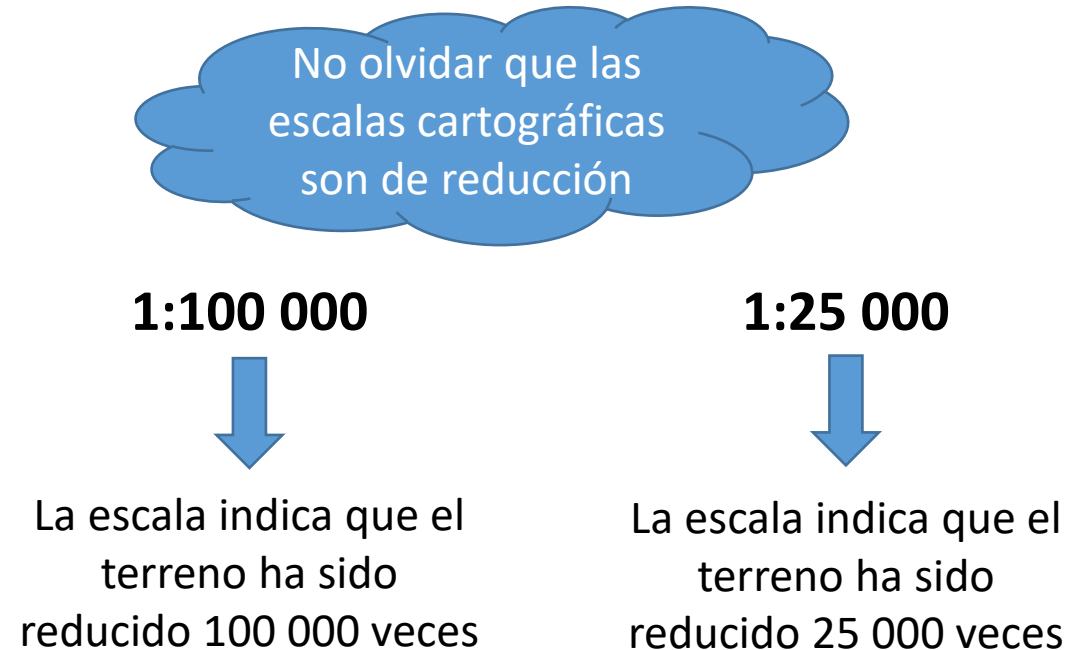 No olvidar que las
escalas cartográficas
son de reducción
1:100 000
La escala indica que el
terreno ha sido
reducido 100 000 veces
1:25 000
La escala indica que el
terreno ha sido
reducido 25 000 veces